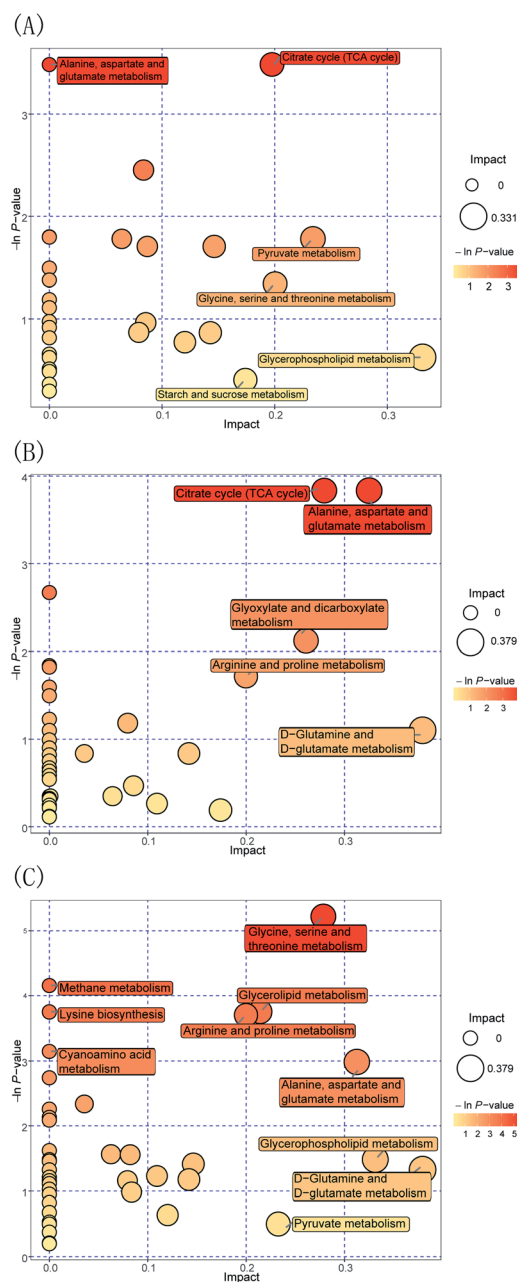 (A)
Alanine, aspartate and
glutamate metabolism
Citrate cycle (TCA cycle)
Pyruvate metabolism
Glycine, serine and threonine metabolism
Glycerophospholipid metabolism
Starch and sucrose metabolism
3
2
1
–ln P–value
0.0
0.1
0.2
0.3
Impact
Impact
0
0.331
– ln P–value
1 2 3
(B)
Citrate cycle (TCA cycle)
Alanine, aspartate and
glutamate metabolism
Glyoxylate and dicarboxylate
metabolism
Arginine and proline metabolism
D–Glutamine and
D–glutamate metabolism
4
3
2
1
0
–ln P–value
0.0
0.1
0.2
0.3
Impact
Impact
0
0.379
– ln P–value
1 2 3
(C)
Glycine, serine and
threonine metabolism
Methane metabolism
Glycerolipid metabolism
Lysine biosynthesis
Arginine and proline metabolism
Cyanoamino acid
metabolism
Alanine, aspartate and
glutamate metabolism
Glycerophospholipid metabolism
D–Glutamine and
D–glutamate metabolism
Pyruvate metabolism
5
4
3
2
1
0
–ln P–value
0.0
0.1
0.2
0.3
Impact
Impact
0
0.379
– ln P–value
1 2 3 4 5